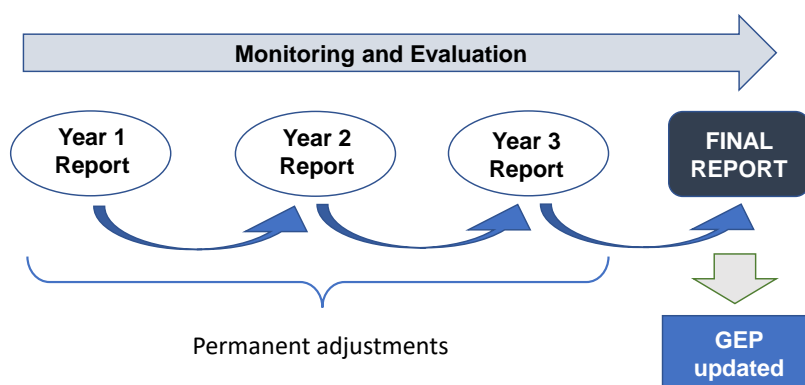 Monitoring and Evaluation
Year 1
Report
Year 2
Report
Year 3
Report
FINAL
REPORT
Permanent adjustments
GEP
updated